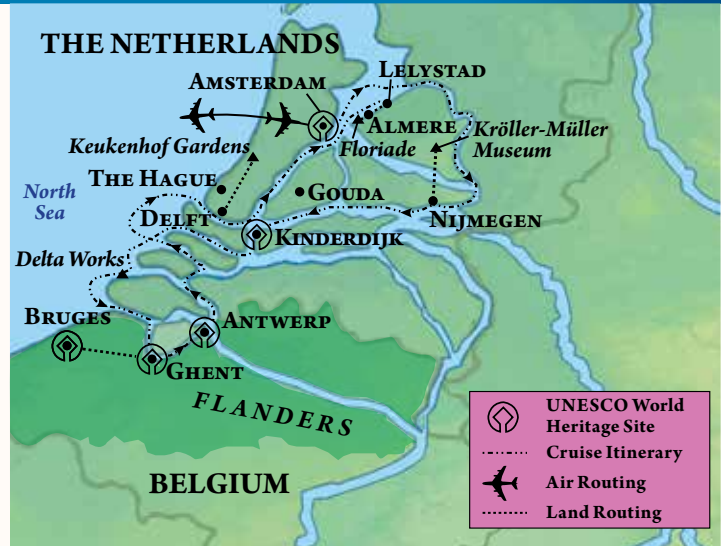 THE NETHERLANDS
AMSTERDAM
LELYSTAD
ALMERE
Floriade
Kröller-Müller
Museum
Keukenhof Gardens
THE HAGUE
GOUDA
North
Sea
DELFT
NIJMEGEN
KINDERDIJK
Delta Works
BRUGES
ANTWERP
GHENT
FLANDERS
BELGIUM
UNESCO World
Heritage Site
Cruise Itinerary
Air Routing
Land Routing